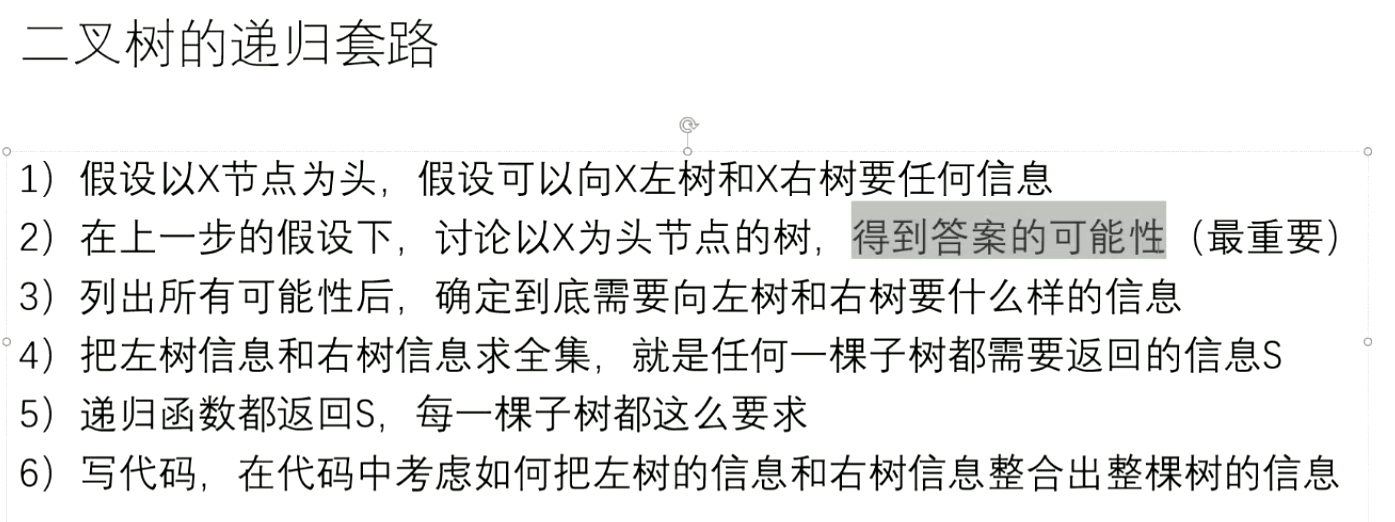 二叉树的递归套路
1）假设以X节点为头，假设可以向X左树和X右树要任何信息
2）在上一步的假设下，讨论以X为头节点的树，得到答案的可能性（最重要）
3）列出所有可能性后，确定到底需要向左树和右树要什么样的信息
4）把左树信息和右树信息求全集，就是任何一棵子树都需要返回的信息S
5）递归函数都返回S，每一棵子树都这么要求
6）写代码，在代码中考虑如何把左树的信息和右树信息整合出整棵树的信息